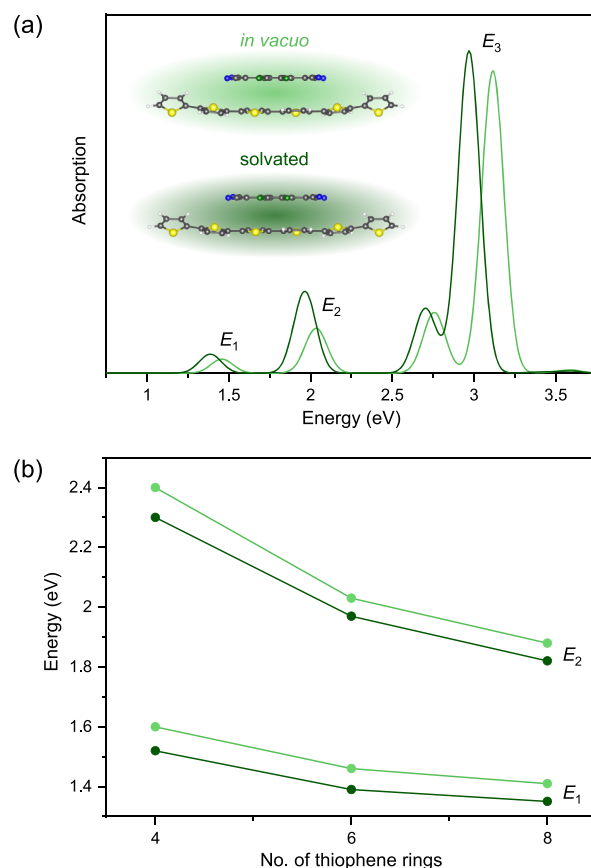 (a)
in vacuo
solvated
E1
E2
E3
Absorption
1 1.5 2 2.5 3 3.5
Energy (eV)
(b)
2.4
2.2
2
1.8
1.6
1.4
Energy (eV)
E2
E1
4 6 8
No. of thiophene rings